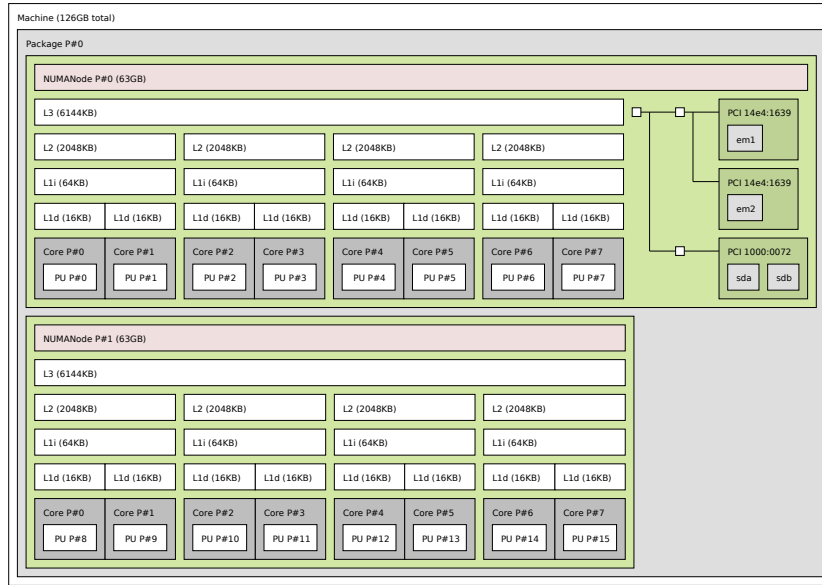 Machine (126GB total)
Package P#0
NUMANode P#0 (63GB)
L3 (6144KB)
PCI 14e4:1639
em1
L2 (2048KB) L2 (2048KB) L2 (2048KB) L2 (2048KB)
L1i (64KB) L1i (64KB) L1i (64KB) L1i (64KB)
PCI 14e4:1639
em2
L1d (16KB) L1d (16KB) L1d (16KB) L1d (16KB) L1d (16KB) L1d (16KB) L1d (16KB) L1d (16KB)
Core P#0 Core P#1 Core P#2 Core P#3 Core P#4 Core P#5 Core P#6 Core P#7
PU P#0 PU P#1 PU P#2 PU P#3 PU P#4 PU P#5 PU P#6 PU P#7
PCI 1000:0072
sda sdb
NUMANode P#1 (63GB)
L3 (6144KB)
L2 (2048KB) L2 (2048KB) L2 (2048KB) L2 (2048KB)
L1i (64KB) L1i (64KB) L1i (64KB) L1i (64KB)
L1d (16KB) L1d (16KB) L1d (16KB) L1d (16KB) L1d (16KB) L1d (16KB) L1d (16KB) L1d (16KB)
Core P#0 Core P#1 Core P#2 Core P#3 Core P#4 Core P#5 Core P#6 Core P#7
PU P#8 PU P#9 PU P#10 PU P#11 PU P#12 PU P#13 PU P#14 PU P#15